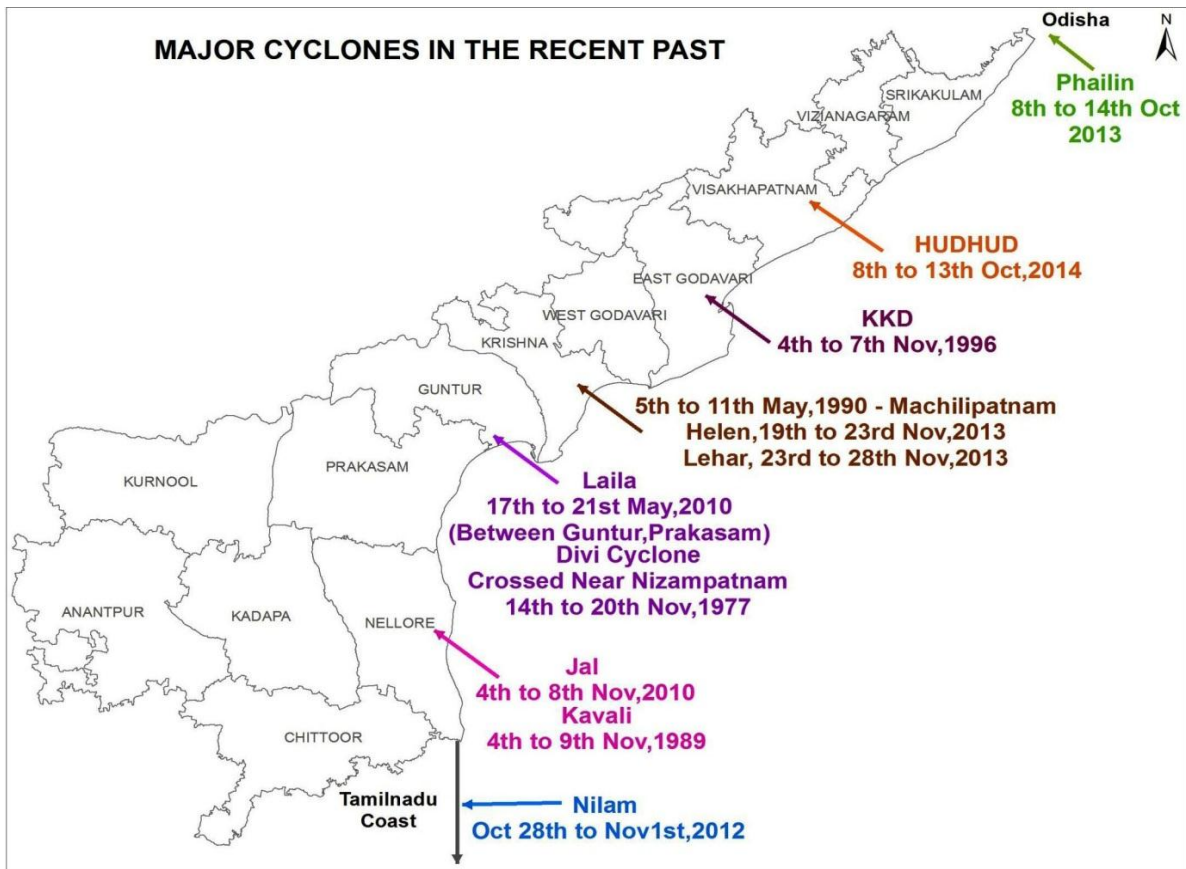 MAJOR CYCLONES IN THE RECENT PAST
Odisha
N
Phailin
8th to 14th Oct
2013
SRIKAKULAM
VIZIANAGARAM
VISAKHAPATNAM
HUDHUD
8th to 13th Oct,2014
EAST GODAVARI
WEST GODAVARI
KKD
4th to 7th Nov,1996
KRISHNA
GUNTUR
5th to 11th May,1990 - Machilipatnam
Helen,19th to 23rd Nov,2013
Lehar, 23rd to 28th Nov,2013
PRAKASAM
KURNOOL
Laila
17th to 21st May,2010
(Between Guntur,Prakasam)
Divi Cyclone
Crossed Near Nizampatnam
14th to 20th Nov,1977
ANANTPUR
KADAPA
NELLORE
Jal
4th to 8th Nov,2010
Kavali
4th to 9th Nov,1989
CHITTOOR
Tamilnadu
Coast
Nilam
Oct 28th to Nov1st,2012